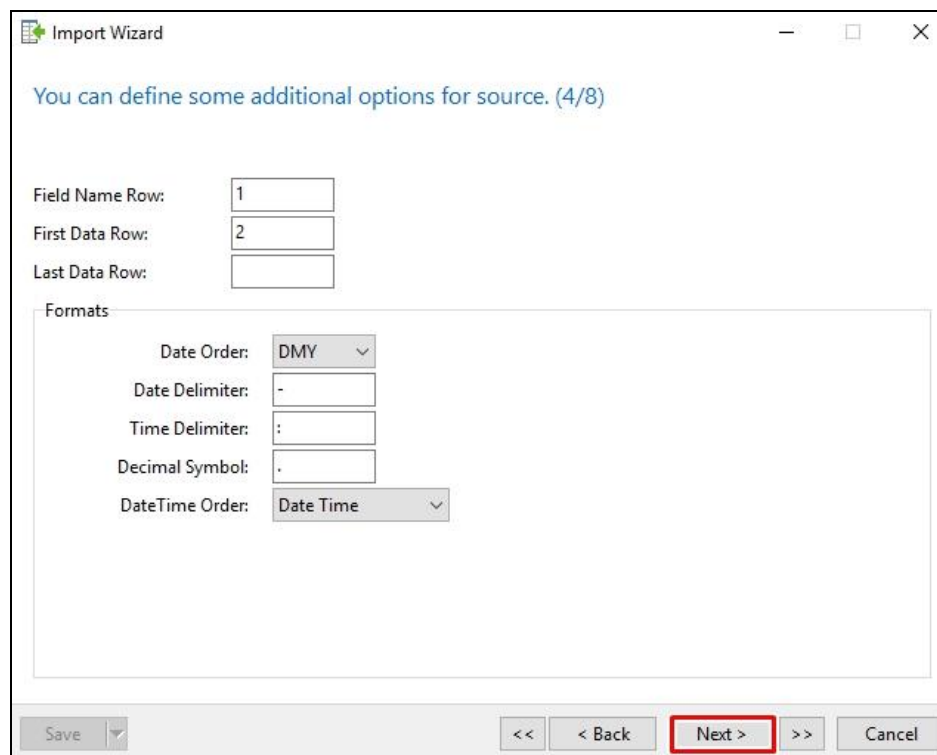 Import Wizard
You can define some additional options for source. (4/8)
Field Name Row: 1
First Data Row: 2
Last Data Row:
Formats
Date Order: DMY
Date Delimiter: -
Time Delimiter: :
Decimal Symbol: .
DateTime Order: Date Time
Save << < Back Next > >> Cancel